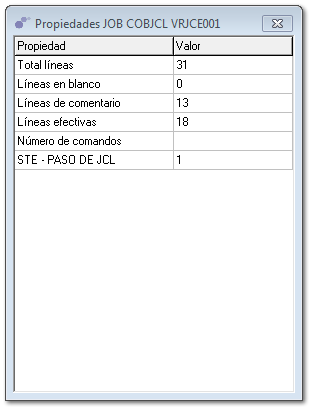 Propiedades JOB COBJCL VRJCE001
Propiedad Valor
Total líneas 31
Líneas en blanco 0
Líneas de comentario 13
Líneas efectivas 18
Número de comandos
STE - PASO DE JCL 1